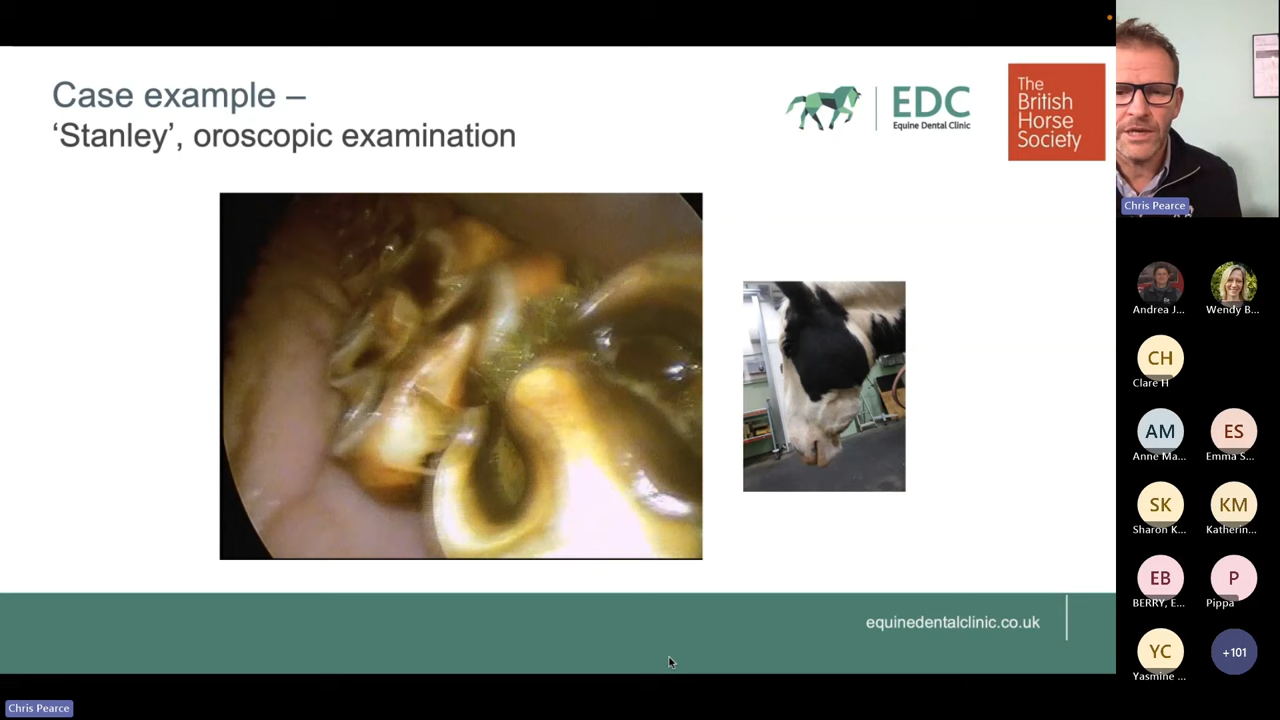 Case example –
‘Stanley’, oroscopic examination
EDC
Equine Dental Clinic
The
British
Horse
Society
equinedentalclinic.co.uk
Chris Pearce
Andrea J...
Wendy B...
CH
Clare H
AM
Anne Ma...
ES
Emma S...
SK
Sharon K...
KM
Katherin...
EB
BERRY, E...
P
Pippa
YC
Yasmine ...
+101
Chris Pearce